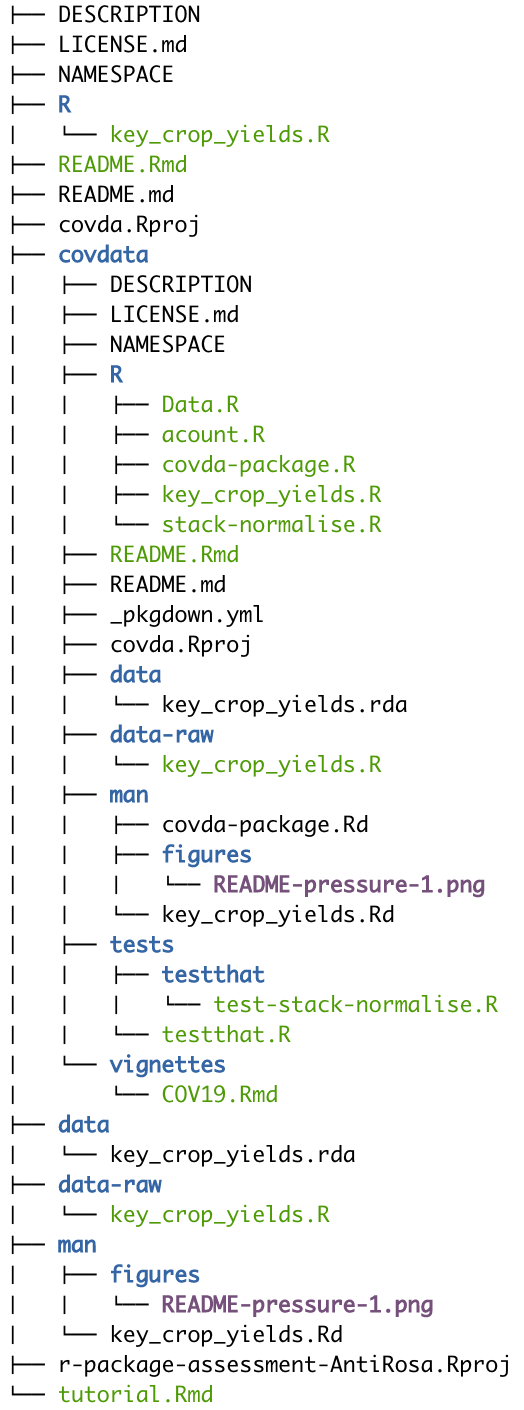 ├── DESCRIPTION
├── LICENSE.md
├── NAMESPACE
├── R
│   └── key_crop_yields.R
├── README.Rmd
├── README.md
├── covda.Rproj
├── covdata
│   ├── DESCRIPTION
│   ├── LICENSE.md
│   ├── NAMESPACE
│   ├── R
│   │   ├── Data.R
│   │   ├── acount.R
│   │   ├── covda-package.R
│   │   ├── key_crop_yields.R
│   │   └── stack-normalise.R
│   ├── README.Rmd
│   ├── README.md
│   ├── _pkgdown.yml
│   ├── covda.Rproj
│   ├── data
│   │   └── key_crop_yields.rda
│   ├── data-raw
│   │   └── key_crop_yields.R
│   ├── man
│   │   ├── covda-package.Rd
│   │   ├── figures
│   │   │   └── README-pressure-1.png
│   │   └── key_crop_yields.Rd
│   ├── tests
│   │   ├── testthat
│   │   │   └── test-stack-normalise.R
│   │   └── testthat.R
│   └── vignettes
│       └── COV19.Rmd
├── data
│   └── key_crop_yields.rda
├── data-raw
│   └── key_crop_yields.R
├── man
│   ├── figures
│   │   └── README-pressure-1.png
│   └── key_crop_yields.Rd
├── r-package-assessment-AntiRosa.Rproj
└── tutorial.Rmd